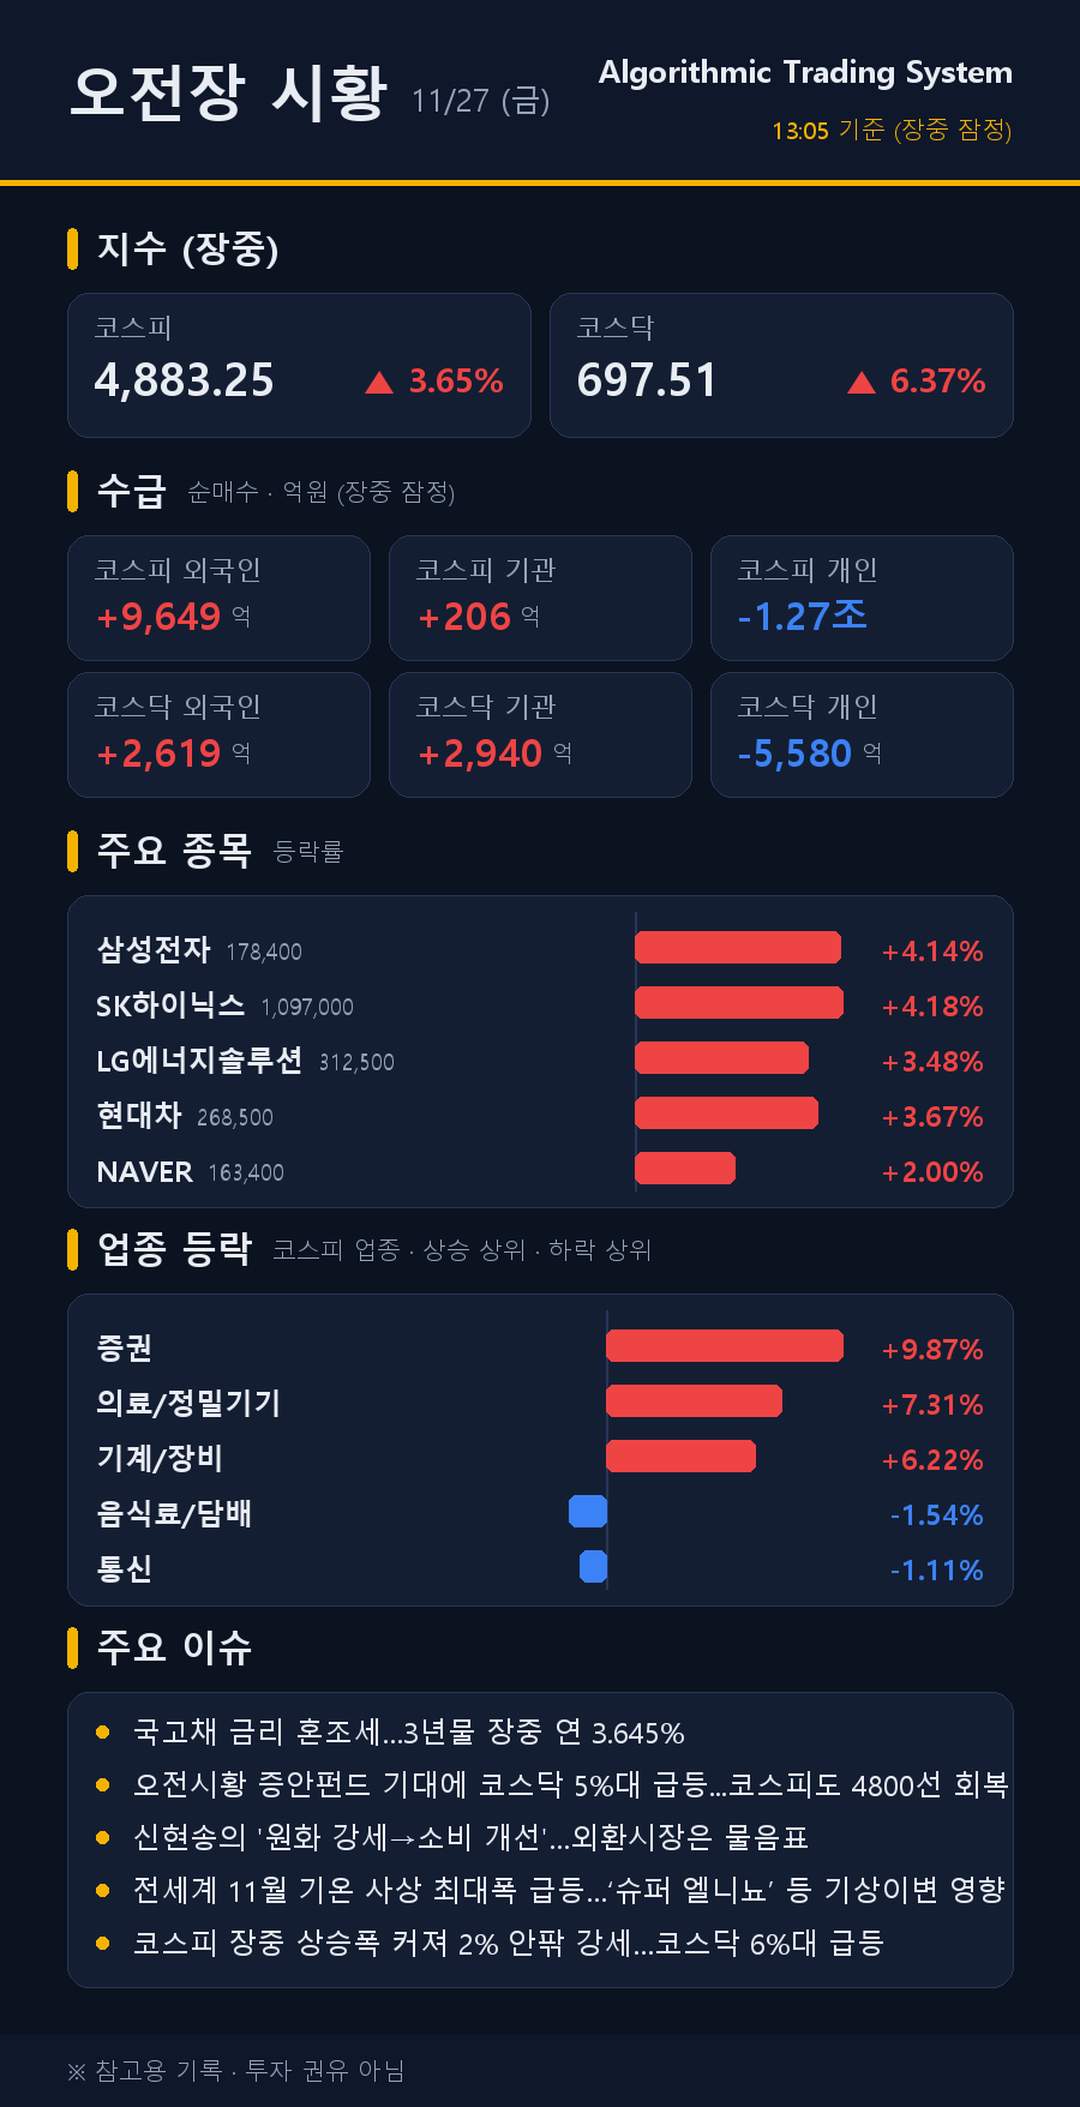 오전장 시황 11/27 (금) Algorithmic Trading System
13:05 기준 (장중 잠정)
지수 (장중)
코스피 코스닥
4,883.25 ▲ 3.65% 697.51 ▲ 6.37%
수급 순매수 · 억원 (장중 잠정)
코스피 외국인 코스피 기관 코스피 개인
+9,649 억 +206 억 -1.27조
코스닥 외국인 코스닥 기관 코스닥 개인
+2,619 억 +2,940 억 -5,580 억
주요 종목 등락률
삼성전자 178,400 +4.14%
SK하이닉스 1,097,000 +4.18%
LG에너지솔루션 312,500 +3.48%
현대차 268,500 +3.67%
NAVER 163,400 +2.00%
업종 등락 코스피 업종 · 상승 상위 · 하락 상위
증권 +9.87%
의료/정밀기기 +7.31%
기계/장비 +6.22%
음식료/담배 -1.54%
통신 -1.11%
주요 이슈
국고채 금리 혼조세…3년물 장중 연 3.645%
오전시황 증안펀드 기대에 코스닥 5%대 급등…코스피도 4800선 회복
신현송의 '원화 강세→소비 개선'…외환시장은 물음표
전세계 11월 기온 사상 최대폭 급등…‘슈퍼 엘니뇨’ 등 기상이변 영향
코스피 장중 상승폭 커져 2% 안팎 강세…코스닥 6%대 급등
※ 참고용 기록 · 투자 권유 아님